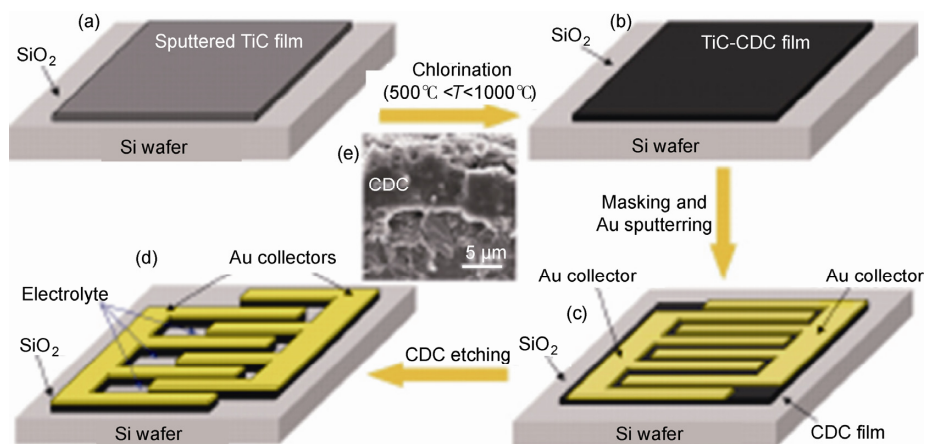 (a)
Sputtered TiC film
SiO2
Si wafer
Chlorination
(500℃ <T<1000℃)
(b)
TiC-CDC film
SiO2
Si wafer
(e)
CDC
5 μm
Masking and
Au sputterring
(d)
Au collectors
Electrolyte
SiO2
Si wafer
CDC etching
Au collector
Au collector
(c)
SiO2
Si wafer
CDC film